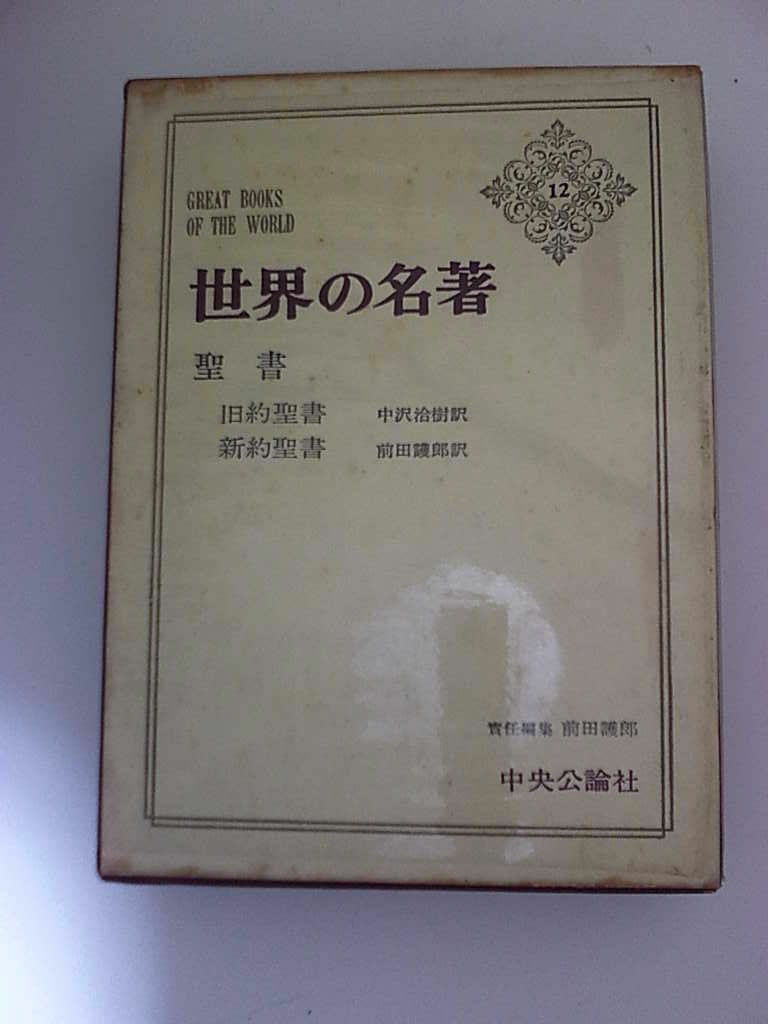 GREAT BOOKS
OF THE WORLD
12
世界の名著
聖書
旧約聖書 中沢洽樹訳
新約聖書 前田護郎訳
責任編集 前田護郎
中央公論社